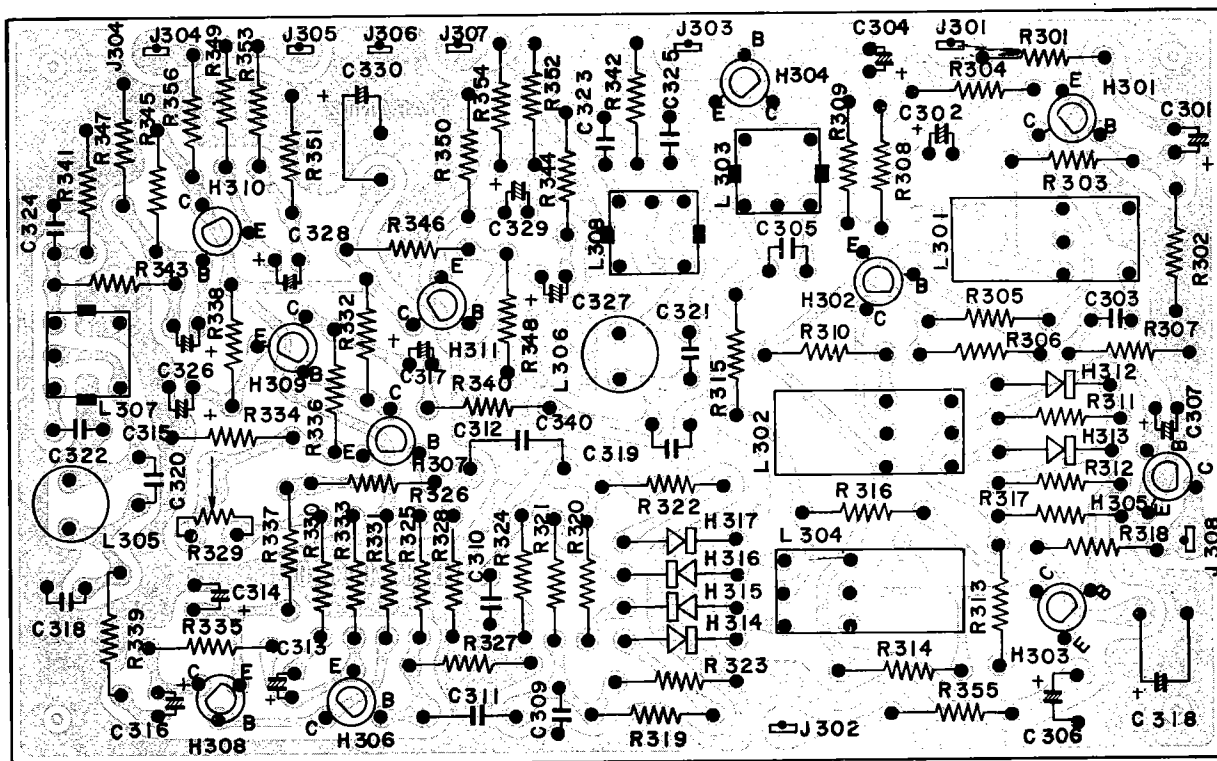 J304
J304
R349
R353
J305
J306
J307
J303
C304
J301
R301
R356
C330
R354
R352
C323
R342
C325
B
H304
R304
E
H301
R347
R345
+
+
C302
C301
R341
R351
R350
E
C
R309
+
C
B
+
R344
L303
R308
R303
C324
H310
C
+
E
C328
R346
C329
L308
C305
L301
R302
B
+
E
E
R343
R338
C
R332
C
B
+
C327
C321
H302
B
C
R305
C303
E
+
H311
R348
L306
R310
R306
R307
+
C326
H309
B
C317
R315
H312
L307
+
R336
C
R340
R311
C307
C315
R334
C312
C340
L302
H313
+
B
C322
C320
E
B
H307
C319
R312
C
R326
R322
R316
R317
H305
E
L305
R329
R337
R330
R333
R331
R325
R328
C310
R324
R321
R320
H317
L304
R318
J308
H316
C314
H315
C
B
C318
R339
R335
+
H314
R313
E
C313
R327
R314
H303
C
E
+
E
R323
R355
+
+
C316
+
B
B
C311
C309
C318
H308
C
H306
R319
J302
C306